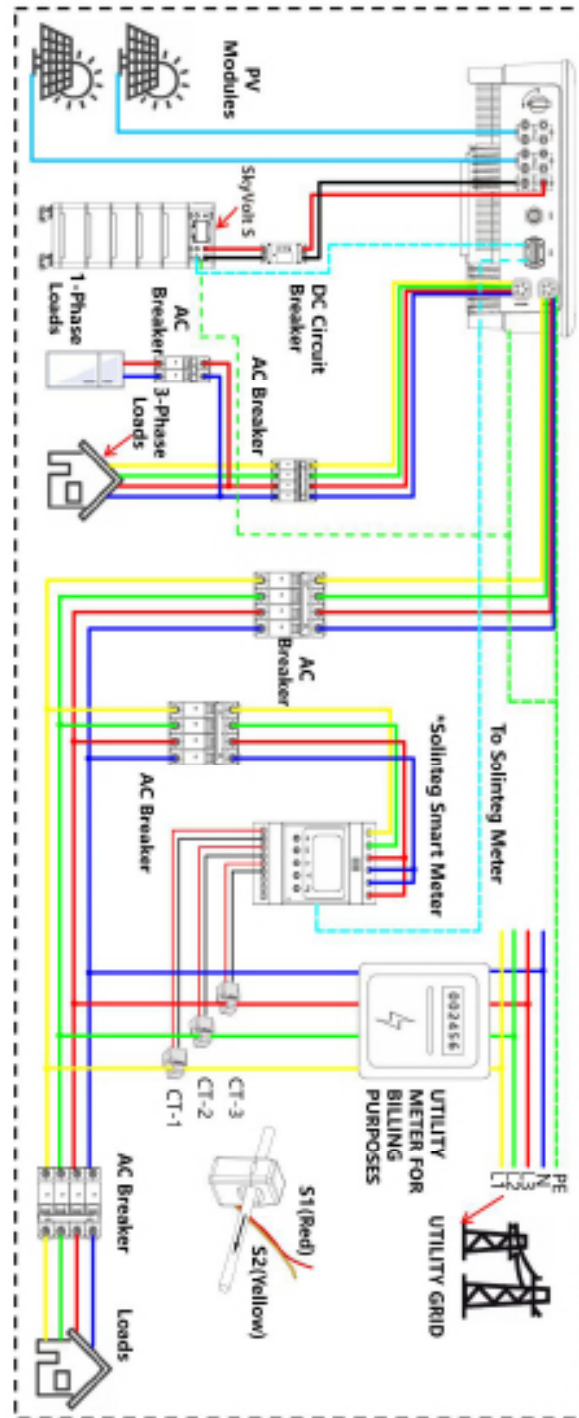 PV
Modules
SkyVolt S
DC Circuit
Breaker
1-Phase
Loads
AC
Breaker
3-Phase
Loads
AC Breaker
AC
Breaker
AC Breaker
*Solinteg Smart Meter
To Solinteg Meter
002456
UTILITY
METER FOR
BILLING
PURPOSES
CT-1
CT-2
CT-3
S1(Red)
S2(Yellow)
PE
N
L3
L2
L1
UTILITY GRID
AC Breaker
Loads